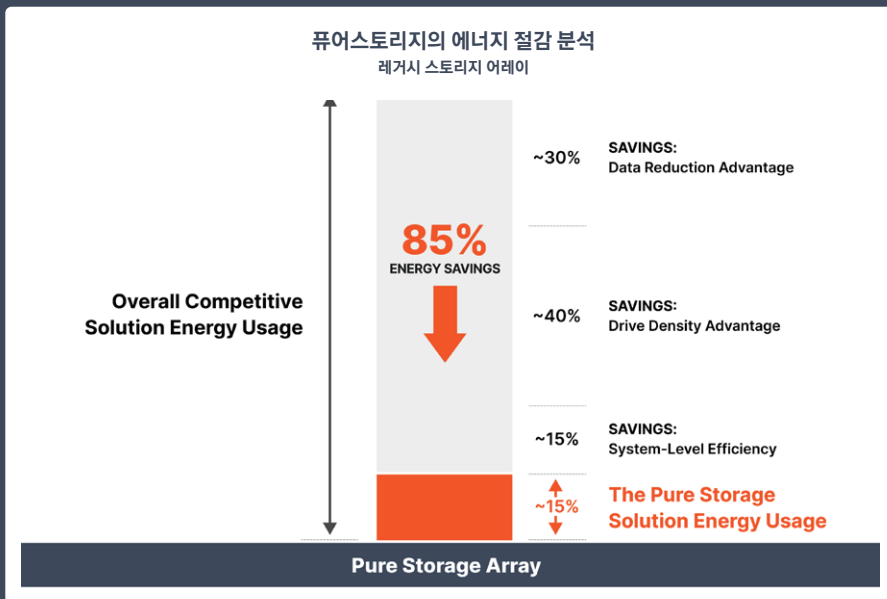 퓨어스토리지의 에너지 절감 분석
레거시 스토리지 어레이
~30%
SAVINGS:
Data Reduction Advantage
85%
ENERGY SAVINGS
Overall Competitive
Solution Energy Usage
~40%
SAVINGS:
Drive Density Advantage
~15%
SAVINGS:
System-Level Efficiency
~15%
The Pure Storage
Solution Energy Usage
Pure Storage Array